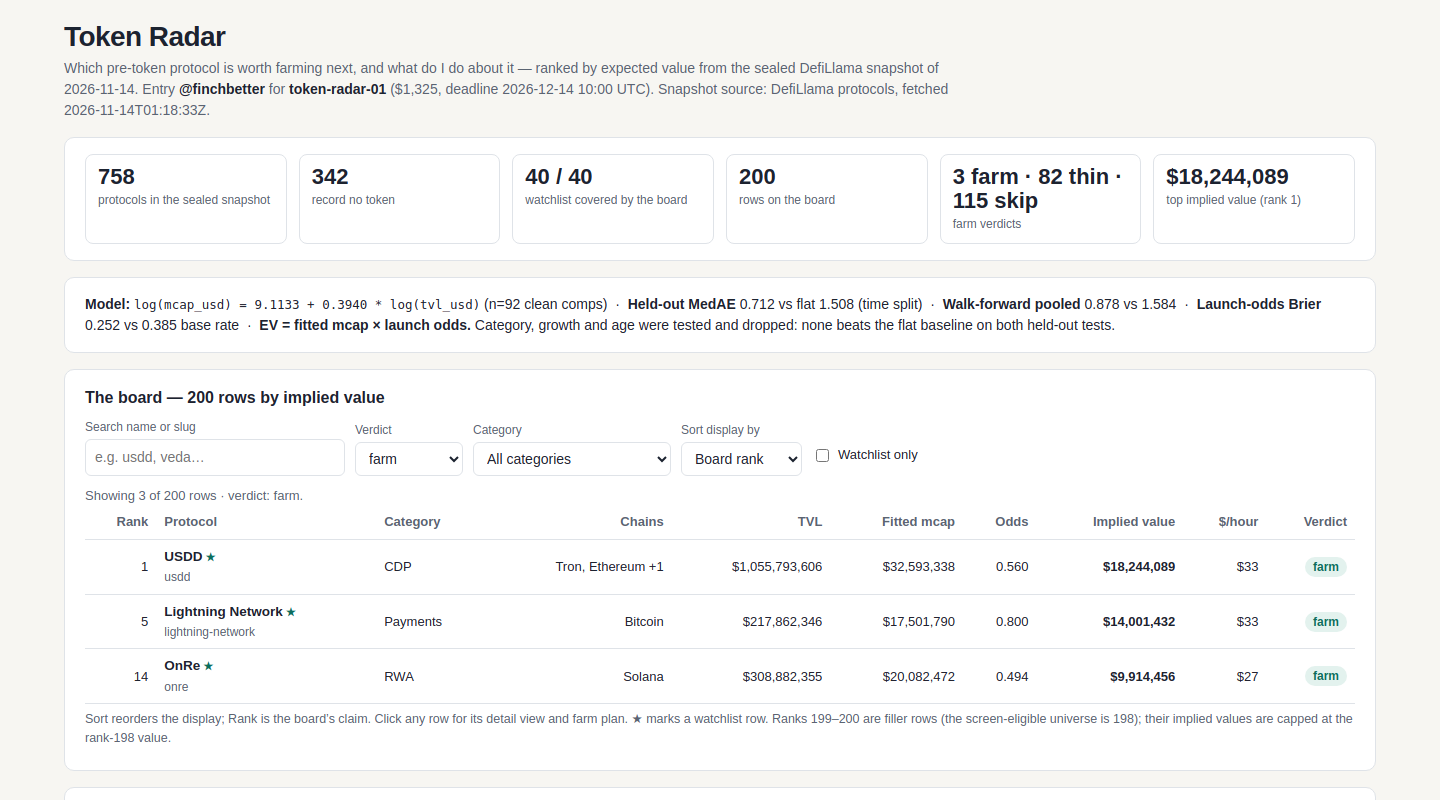 Token Radar
Which pre-token protocol is worth farming next, and what do I do about it — ranked by expected value from the sealed DefiLlama snapshot of
2026-11-14. Entry @finchbetter for token-radar-01 ($1,325, deadline 2026-12-14 10:00 UTC). Snapshot source: DefiLlama protocols, fetched
2026-11-14T01:18:33Z.
758
protocols in the sealed snapshot
342
record no token
40 / 40
watchlist covered by the board
200
rows on the board
3 farm · 82 thin ·
115 skip
farm verdicts
$18,244,089
top implied value (rank 1)
Model: log(mcap_usd) = 9.1133 + 0.3940 * log(tvl_usd) (n=92 clean comps) · Held-out MedAE 0.712 vs flat 1.508 (time split) · Walk-forward pooled 0.878 vs 1.584 · Launch-odds Brier
0.252 vs 0.385 base rate · EV = fitted mcap × launch odds. Category, growth and age were tested and dropped: none beats the flat baseline on both held-out tests.
The board — 200 rows by implied value
Search name or slug
e.g. usdd, veda…
Verdict
farm
Category
All categories
Sort display by
Board rank
Watchlist only
Showing 3 of 200 rows · verdict: farm.
Rank Protocol Category Chains TVL Fitted mcap Odds Implied value $/hour Verdict
1 USDD ★ CDP Tron, Ethereum +1 $1,055,793,606 $32,593,338 0.560 $18,244,089 $33 farm
usdd
5 Lightning Network ★ Payments Bitcoin $217,862,346 $17,501,790 0.800 $14,001,432 $33 farm
lightning-network
14 OnRe ★ RWA Solana $308,882,355 $20,082,472 0.494 $9,914,456 $27 farm
onre
Sort reorders the display; Rank is the board's claim. Click any row for its detail view and farm plan. ★ marks a watchlist row. Ranks 199–200 are filler rows (the screen-eligible universe is 198); their implied values are capped at the
rank-198 value.